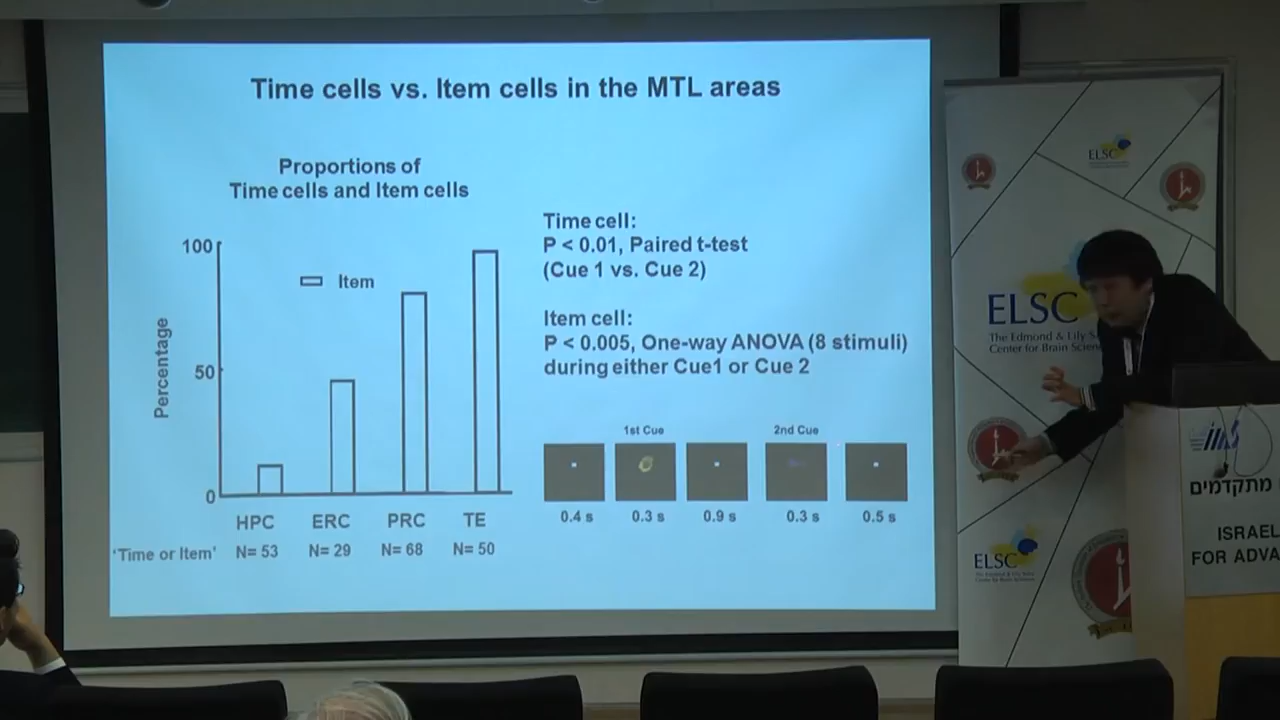 Time cells vs. Item cells in the MTL areas
Proportions of
Time cells and Item cells
100
50
0
Percentage
Item
HPC ERC PRC TE
'Time or Item' N= 53 N= 29 N= 68 N= 50
Time cell:
P < 0.01, Paired t-test
(Cue 1 vs. Cue 2)
Item cell:
P < 0.005, One-way ANOVA (8 stimuli)
during either Cue1 or Cue 2
1st Cue 2nd Cue
0.4 s 0.3 s 0.9 s 0.3 s 0.5 s
ELSC
ELSC
The Edmond & Lily S
Center for Brain Scien
ELSC
מתקדמים
ISRAEL
FOR ADVA